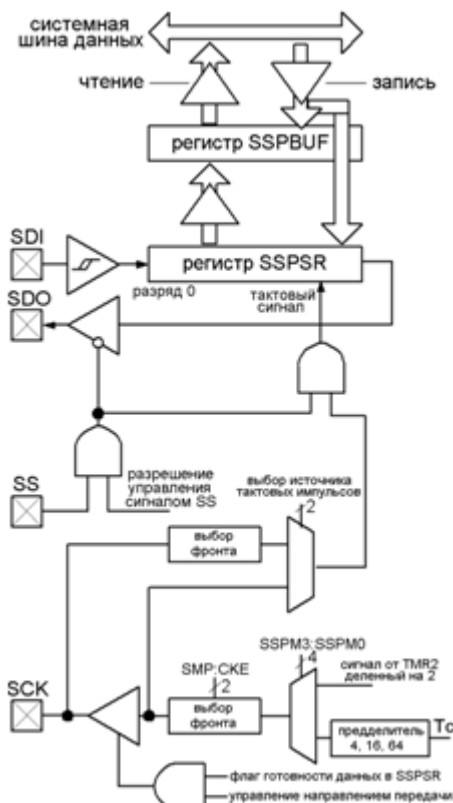 системная
шина данных
чтение
запись
регистр SSPBUF
SDI
регистр SSPSR
SDO
разряд 0
тактовый
сигнал
SS
разрешение
управления
сигналом SS
выбор источника
тактовых импульсов
2
выбор
фронта
SSPM3:SSPM0
4
сигнал от TMR2
деленный на 2
SMP:CKE
2
SCK
выбор
фронта
предделитель
4, 16, 64
Tc
флаг готовности данных в SSPSR
управление направлением передачи